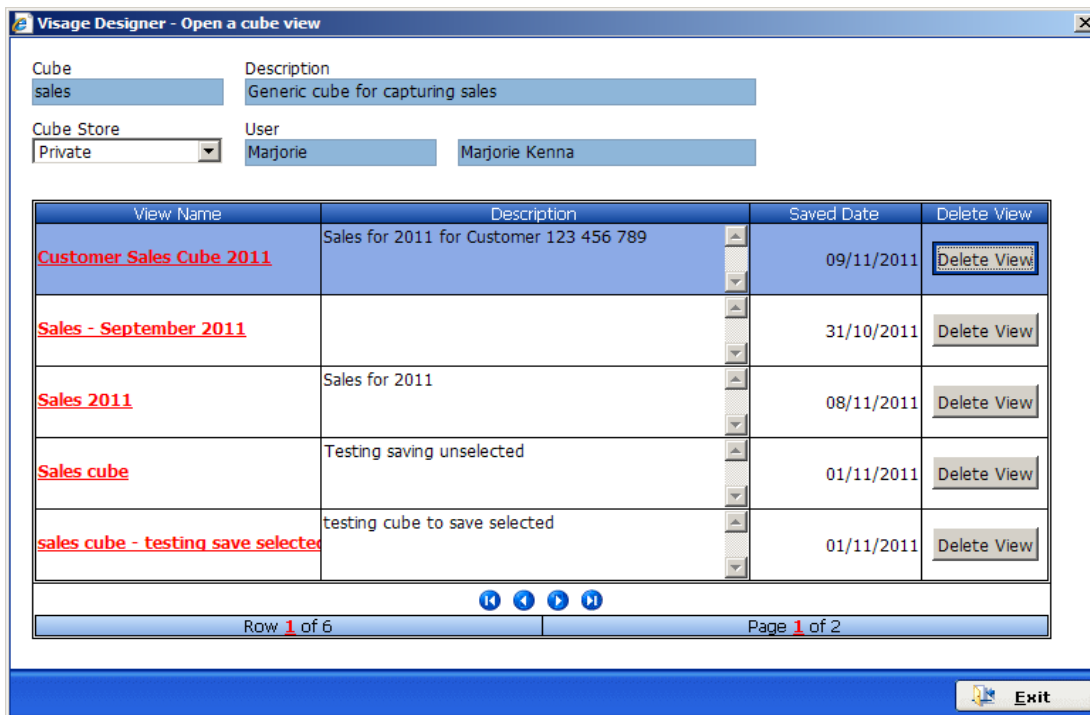 Visage Designer - Open a cube view
Cube Description
sales Generic cube for capturing sales
Cube Store User
Private Marjorie Marjorie Kenna
View Name Description Saved Date Delete View
Customer Sales Cube 2011 Sales for 2011 for Customer 123 456 789 09/11/2011 Delete View
Sales - September 2011 31/10/2011 Delete View
Sales 2011 Sales for 2011 08/11/2011 Delete View
Sales cube Testing saving unselected 01/11/2011 Delete View
sales cube - testing save selected testing cube to save selected 01/11/2011 Delete View
Row 1 of 6 Page 1 of 2
Exit